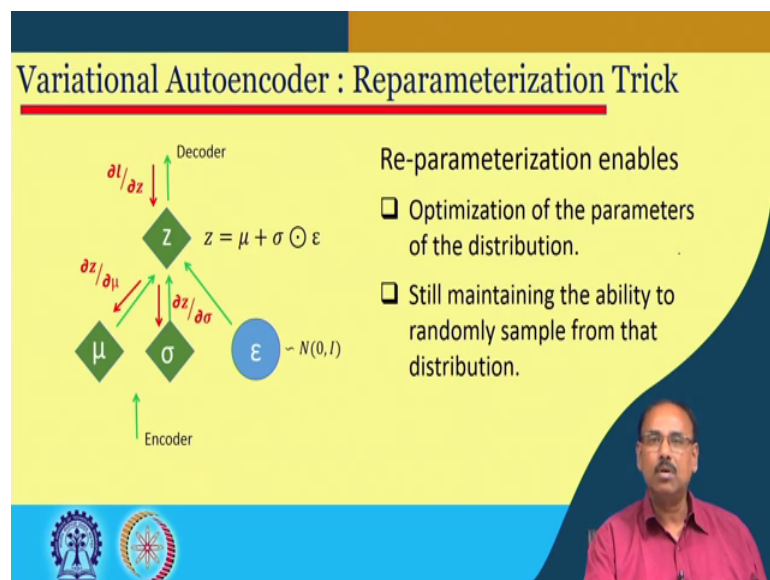 Variational Autoencoder : Reparameterization Trick
Decoder
∂l/∂z
z
z = μ + σ ⊙ ε
∂z/∂μ
∂z/∂σ
μ
σ
ε
~ N(0, I)
Encoder
Re-parameterization enables
❑ Optimization of the parameters
of the distribution.
❑ Still maintaining the ability to
randomly sample from that
distribution.